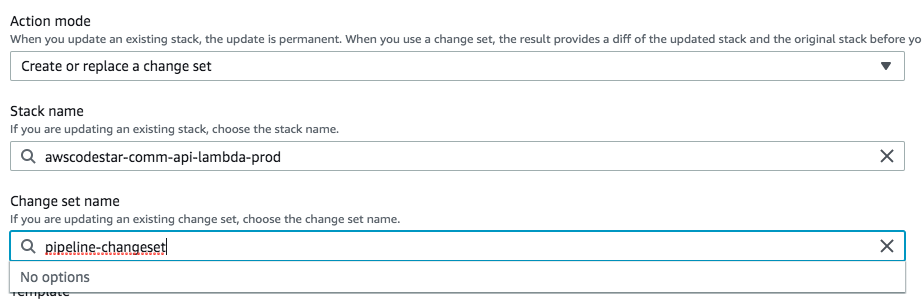 Action mode
When you update an existing stack, the update is permanent. When you use a change set, the result provides a diff of the updated stack and the original stack before yo
Create or replace a change set
Stack name
If you are updating an existing stack, choose the stack name.
awscodestar-comm-api-lambda-prod
Change set name
If you are updating an existing change set, choose the change set name.
pipeline-changeset
No options
Template